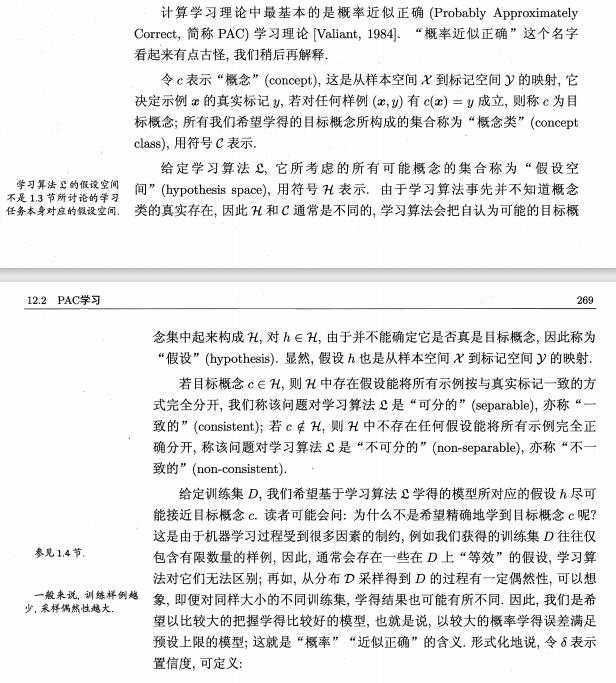 计算学习理论中最基本的是概率近似正确 (Probably Approximately
Correct, 简称 PAC) 学习理论 [Valiant, 1984]. “概率近似正确”这个名字
看起来有点古怪, 我们稍后再解释.
令 c 表示“概念”(concept), 这是从样本空间 𝒳 到标记空间 𝒴 的映射, 它
决定示例 x 的真实标记 y, 若对任何样例 (x, y) 有 c(x) = y 成立, 则称 c 为目
标概念; 所有我们希望学得的目标概念所构成的集合称为“概念类”(concept
class), 用符号 𝒞 表示.
给定学习算法 𝔏, 它所考虑的所有可能概念的集合称为“假设空
间”(hypothesis space), 用符号 ℋ 表示. 由于学习算法事先并不知道概念
类的真实存在, 因此 ℋ 和 𝒞 通常是不同的, 学习算法会把自认为可能的目标概
学习算法 𝔏 的假设空间
不是 1.3 节所讨论的学习
任务本身对应的假设空间.
12.2 PAC学习
269
念集中起来构成 ℋ, 对 h ∈ ℋ, 由于并不能确定它是否真是目标概念, 因此称为
“假设”(hypothesis). 显然, 假设 h 也是从样本空间 𝒳 到标记空间 𝒴 的映射.
若目标概念 c ∈ ℋ, 则 ℋ 中存在假设能将所有示例按与真实标记一致的方
式完全分开, 我们称该问题对学习算法 𝔏 是“可分的”(separable), 亦称“一
致的”(consistent); 若 c ∉ ℋ, 则 ℋ 中不存在任何假设能将所有示例完全正
确分开, 称该问题对学习算法 𝔏 是“不可分的”(non-separable), 亦称“不一
致的”(non-consistent).
给定训练集 D, 我们希望基于学习算法 𝔏 学得的模型所对应的假设 h 尽可
能接近目标概念 c. 读者可能会问: 为什么不是希望精确地学到目标概念 c 呢?
这是由于机器学习过程受到很多因素的制约, 例如我们获得的训练集 D 往往仅
包含有限数量的样例, 因此, 通常会存在一些在 D 上“等效”的假设, 学习算
法对它们无法区别; 再如, 从分布 𝒟 采样得到 D 的过程有一定偶然性, 可以想
象, 即便对同样大小的不同训练集, 学得结果也可能有所不同. 因此, 我们是希
望以比较大的把握学得比较好的模型, 也就是说, 以较大的概率学得误差满足
预设上限的模型; 这就是“概率”“近似正确”的含义. 形式化地说, 令 δ 表示
置信度, 可定义:
参见 1.4 节.
一般来说, 训练样例越
少, 采样偶然性越大.